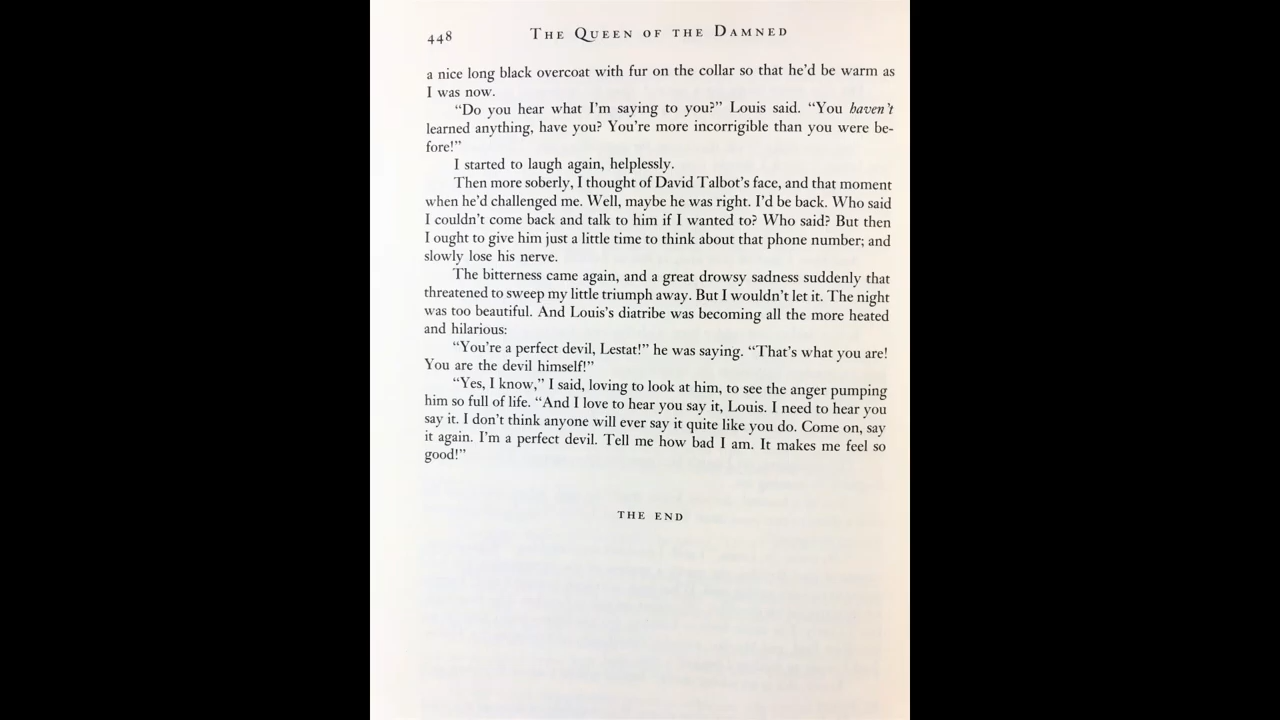 448 THE QUEEN OF THE DAMNED
a nice long black overcoat with fur on the collar so that he'd be warm as
I was now.
“Do you hear what I'm saying to you?” Louis said. “You haven't
learned anything, have you? You're more incorrigible than you were be-
fore!”
I started to laugh again, helplessly.
Then more soberly, I thought of David Talbot's face, and that moment
when he'd challenged me. Well, maybe he was right. I'd be back. Who said
I couldn't come back and talk to him if I wanted to? Who said? But then
I ought to give him just a little time to think about that phone number; and
slowly lose his nerve.
The bitterness came again, and a great drowsy sadness suddenly that
threatened to sweep my little triumph away. But I wouldn't let it. The night
was too beautiful. And Louis's diatribe was becoming all the more heated
and hilarious:
“You're a perfect devil, Lestat!” he was saying. “That's what you are!
You are the devil himself!”
“Yes, I know,” I said, loving to look at him, to see the anger pumping
him so full of life. “And I love to hear you say it, Louis. I need to hear you
say it. I don't think anyone will ever say it quite like you do. Come on, say
it again. I'm a perfect devil. Tell me how bad I am. It makes me feel so
good!”
THE END